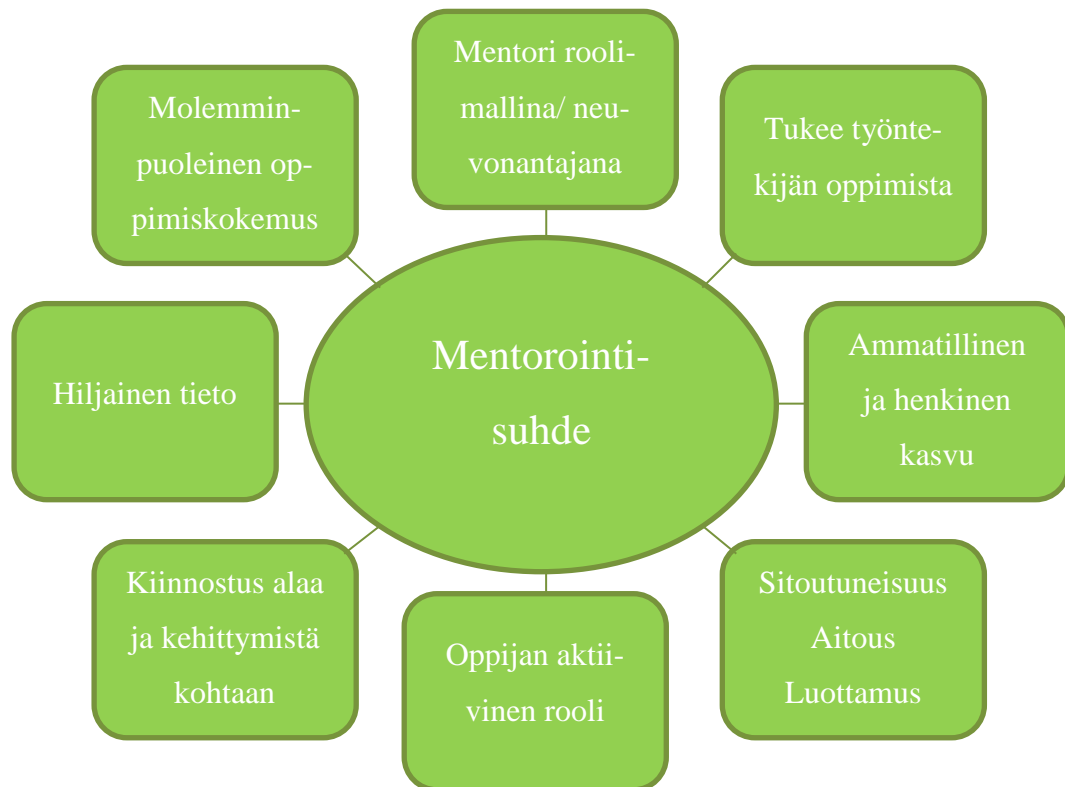 Mentori rooli-
mallina/ neu-
vonantajana
Molemmin-
puoleinen op-
pimiskokemus
Tukee työnte-
kijän oppimista
Mentorointi-
suhde
Hiljainen tieto
Ammatillinen
ja henkinen
kasvu
Kiinnostus alaa
ja kehittymistä
kohtaan
Oppijan aktii-
vinen rooli
Sitoutuneisuus
Aitous
Luottamus